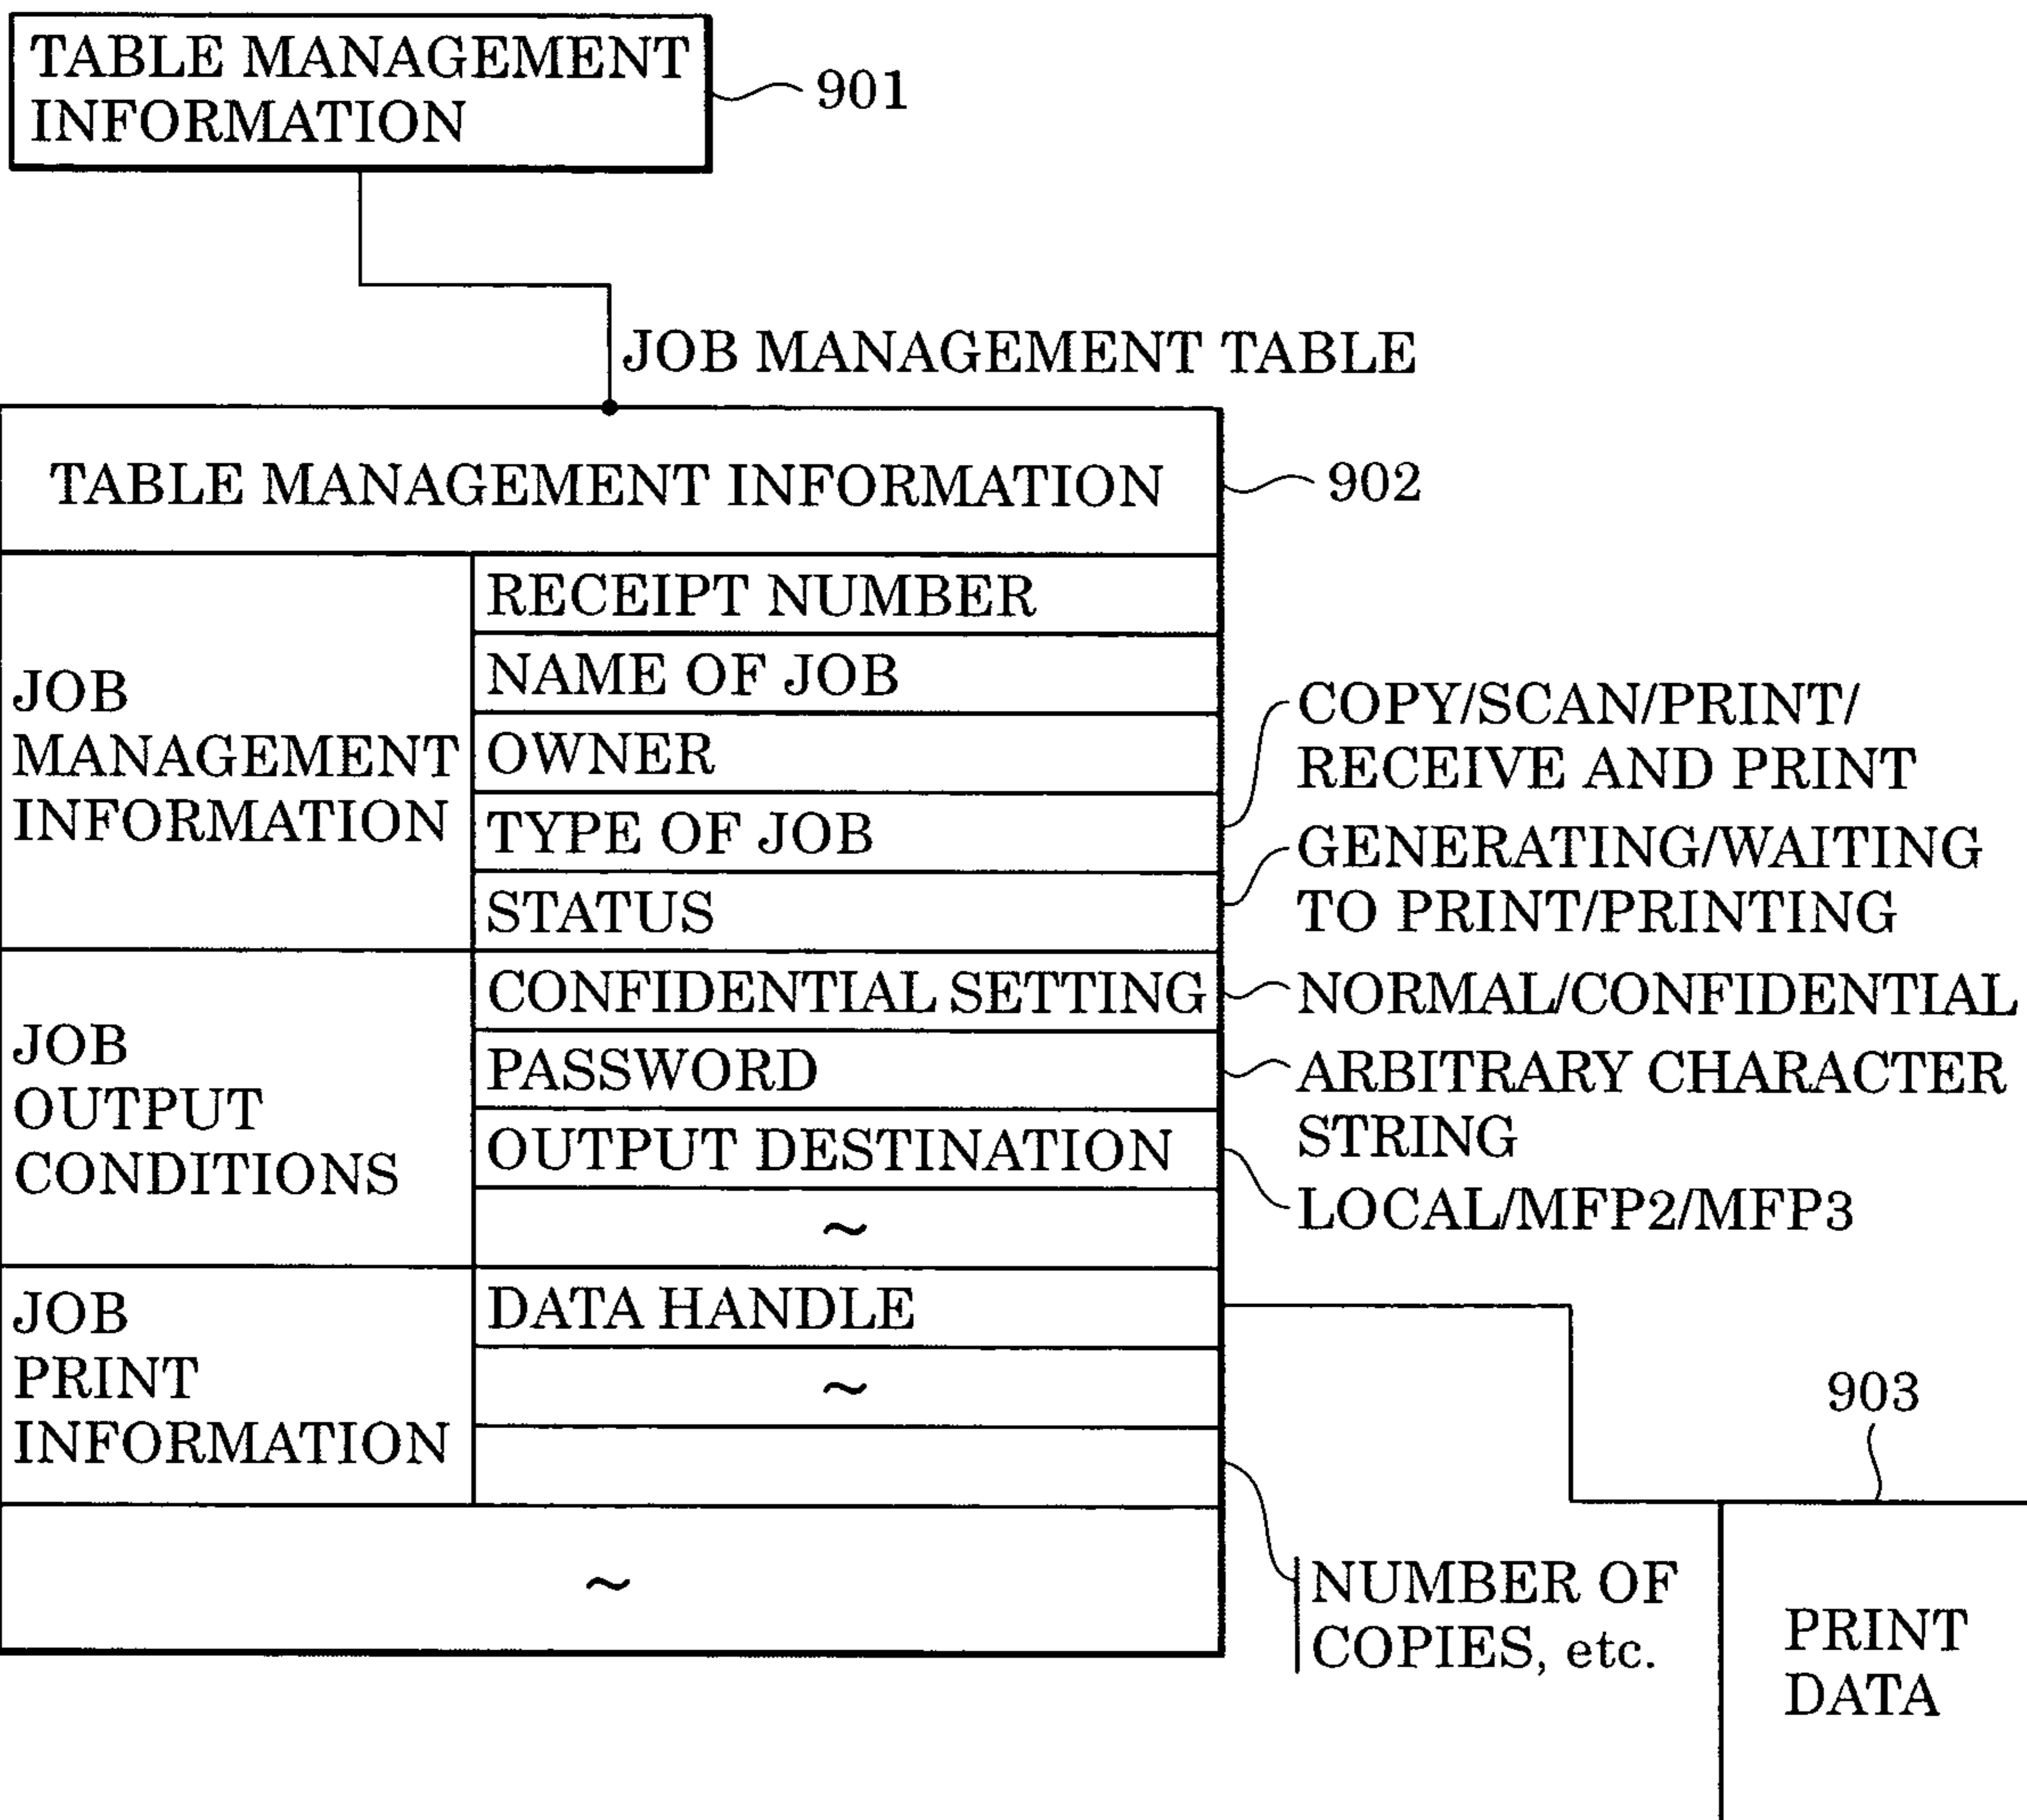 TABLE MANAGEMENT
INFORMATION
901
JOB MANAGEMENT TABLE
TABLE MANAGEMENT INFORMATION
902
JOB
MANAGEMENT
INFORMATION
RECEIPT NUMBER
NAME OF JOB
OWNER
TYPE OF JOB
STATUS
COPY/SCAN/PRINT/
RECEIVE AND PRINT
GENERATING/WAITING
TO PRINT/PRINTING
JOB
OUTPUT
CONDITIONS
CONFIDENTIAL SETTING
PASSWORD
OUTPUT DESTINATION
~
NORMAL/CONFIDENTIAL
ARBITRARY CHARACTER
STRING
LOCAL/MFP2/MFP3
JOB
PRINT
INFORMATION
DATA HANDLE
~
~
NUMBER OF
COPIES, etc.
903
PRINT
DATA